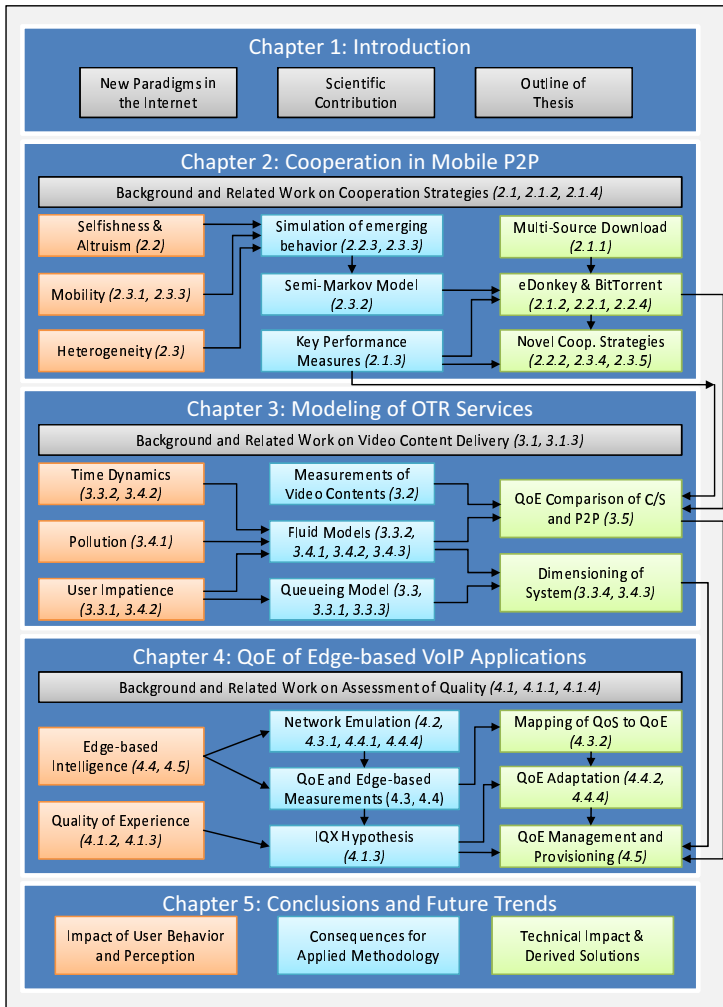 Chapter 1: Introduction
New Paradigms in
the Internet
Scientific
Contribution
Outline of
Thesis
Chapter 2: Cooperation in Mobile P2P
Background and Related Work on Cooperation Strategies (2.1, 2.1.2, 2.1.4)
Selfishness &
Altruism (2.2)
Simulation of emerging
behavior (2.2.3, 2.3.3)
Multi-Source Download
(2.1.1)
Mobility (2.3.1, 2.3.3)
Semi-Markov Model
(2.3.2)
eDonkey & BitTorrent
(2.1.2, 2.2.1, 2.2.4)
Heterogeneity (2.3)
Key Performance
Measures (2.1.3)
Novel Coop. Strategies
(2.2.2, 2.3.4, 2.3.5)
Chapter 3: Modeling of OTR Services
Background and Related Work on Video Content Delivery (3.1, 3.1.3)
Time Dynamics
(3.3.2, 3.4.2)
Measurements of
Video Contents (3.2)
QoE Comparison of C/S
and P2P (3.5)
Pollution (3.4.1)
Fluid Models (3.3.2,
3.4.1, 3.4.2, 3.4.3)
User Impatience
(3.3.1, 3.4.2)
Queueing Model (3.3,
3.3.1, 3.3.3)
Dimensioning of
System (3.3.4, 3.4.3)
Chapter 4: QoE of Edge-based VoIP Applications
Background and Related Work on Assessment of Quality (4.1, 4.1.1, 4.1.4)
Edge-based
Intelligence (4.4, 4.5)
Network Emulation (4.2,
4.3.1, 4.4.1, 4.4.4)
Mapping of QoS to QoE
(4.3.2)
QoE and Edge-based
Measurements (4.3, 4.4)
QoE Adaptation (4.4.2,
4.4.4)
Quality of Experience
(4.1.2, 4.1.3)
IQX Hypothesis
(4.1.3)
QoE Management and
Provisioning (4.5)
Chapter 5: Conclusions and Future Trends
Impact of User Behavior
and Perception
Consequences for
Applied Methodology
Technical Impact &
Derived Solutions